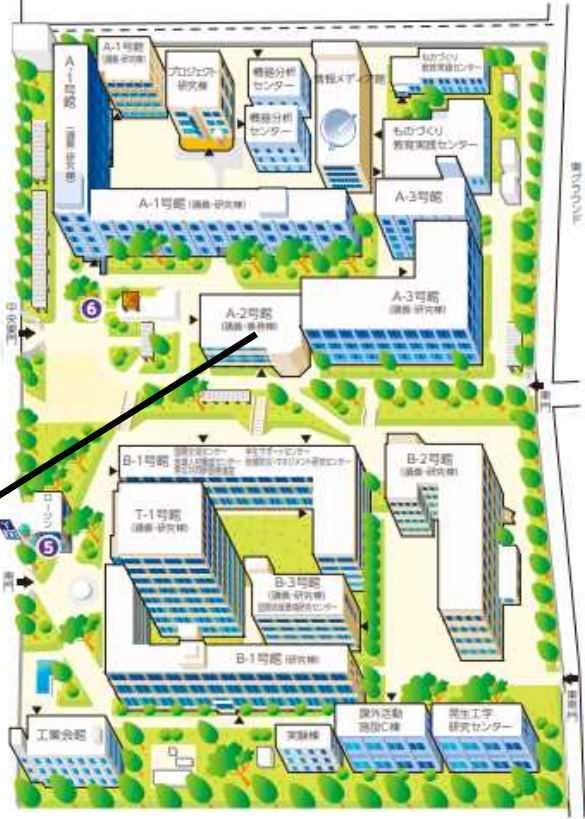 A-1号館
(講義・研究棟)
A-1号館
(講義・研究棟)
プロジェクト
研究棟
機器分析
センター
機器分析
センター
情報メディア館
ものづくり
教育実践センター
ものづくり
教育実践センター
東グラウンド
A-1号館 (講義・研究棟)
A-3号館
A-3号館
(講義・研究棟)
6
A-2号館
(講義・事務棟)
中央東門
東門
B-1号館
B-2号館
(講義・研究棟)
T-1号館
(講義・研究棟)
ローソン
5
B-3号館
(講義・研究棟)
B-1号館 (研究棟)
工業会館
実験棟
課外活動
施設C棟
発生工学
研究センター